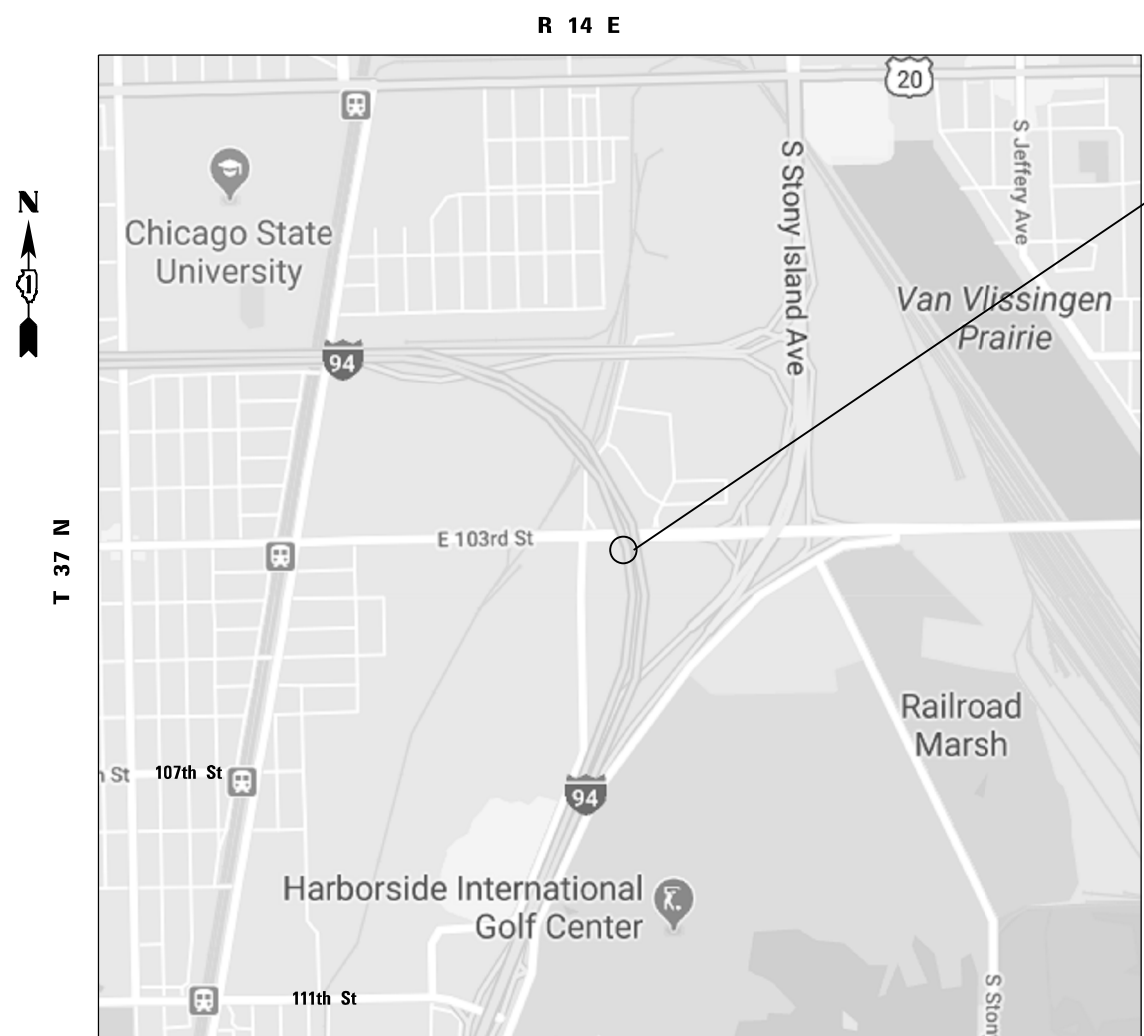 R 14 E
20
S Jeffery Ave
S Stony Island Ave
N
1
Chicago State
University
Van Vlissingen
Prairie
94
T 37 N
E 103rd St
Railroad
Marsh
St
107th St
94
Harborside International
Golf Center
111th St
S Ston